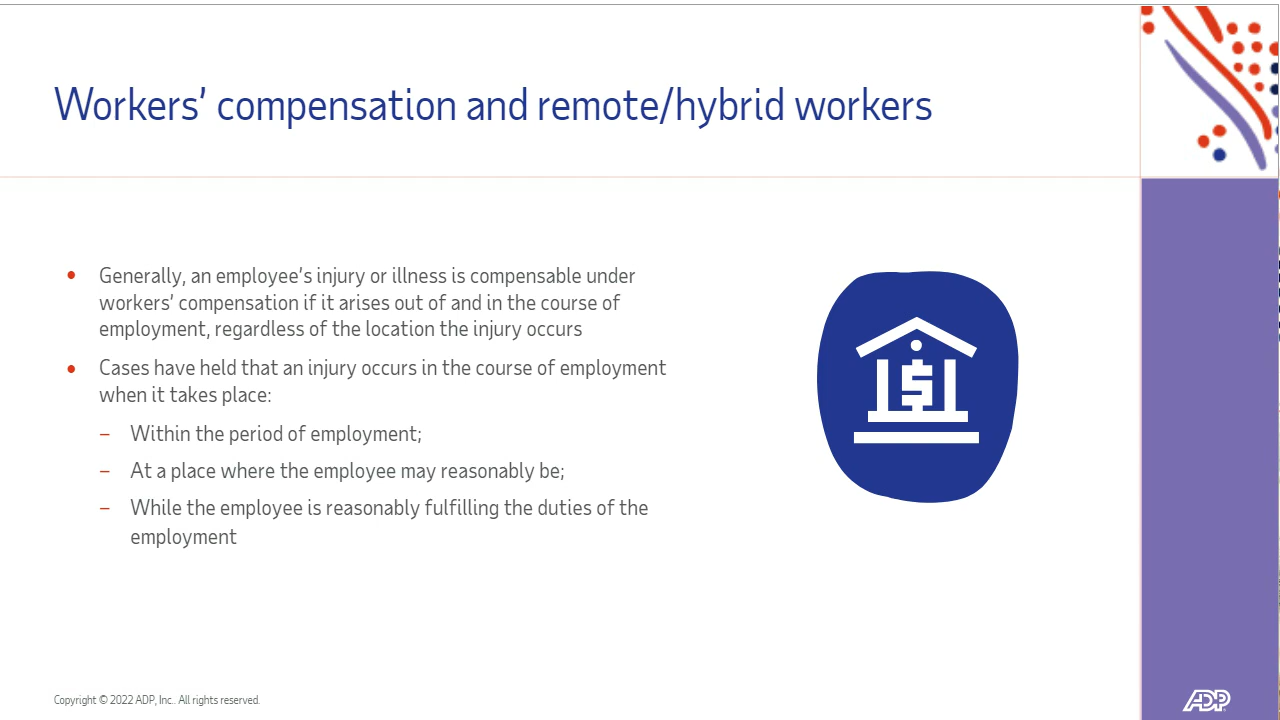 Workers’ compensation and remote/hybrid workers
• Generally, an employee’s injury or illness is compensable under
workers’ compensation if it arises out of and in the course of
employment, regardless of the location the injury occurs
• Cases have held that an injury occurs in the course of employment
when it takes place:
– Within the period of employment;
– At a place where the employee may reasonably be;
– While the employee is reasonably fulfilling the duties of the
employment
$
Copyright © 2022 ADP, Inc.. All rights reserved.
ADP